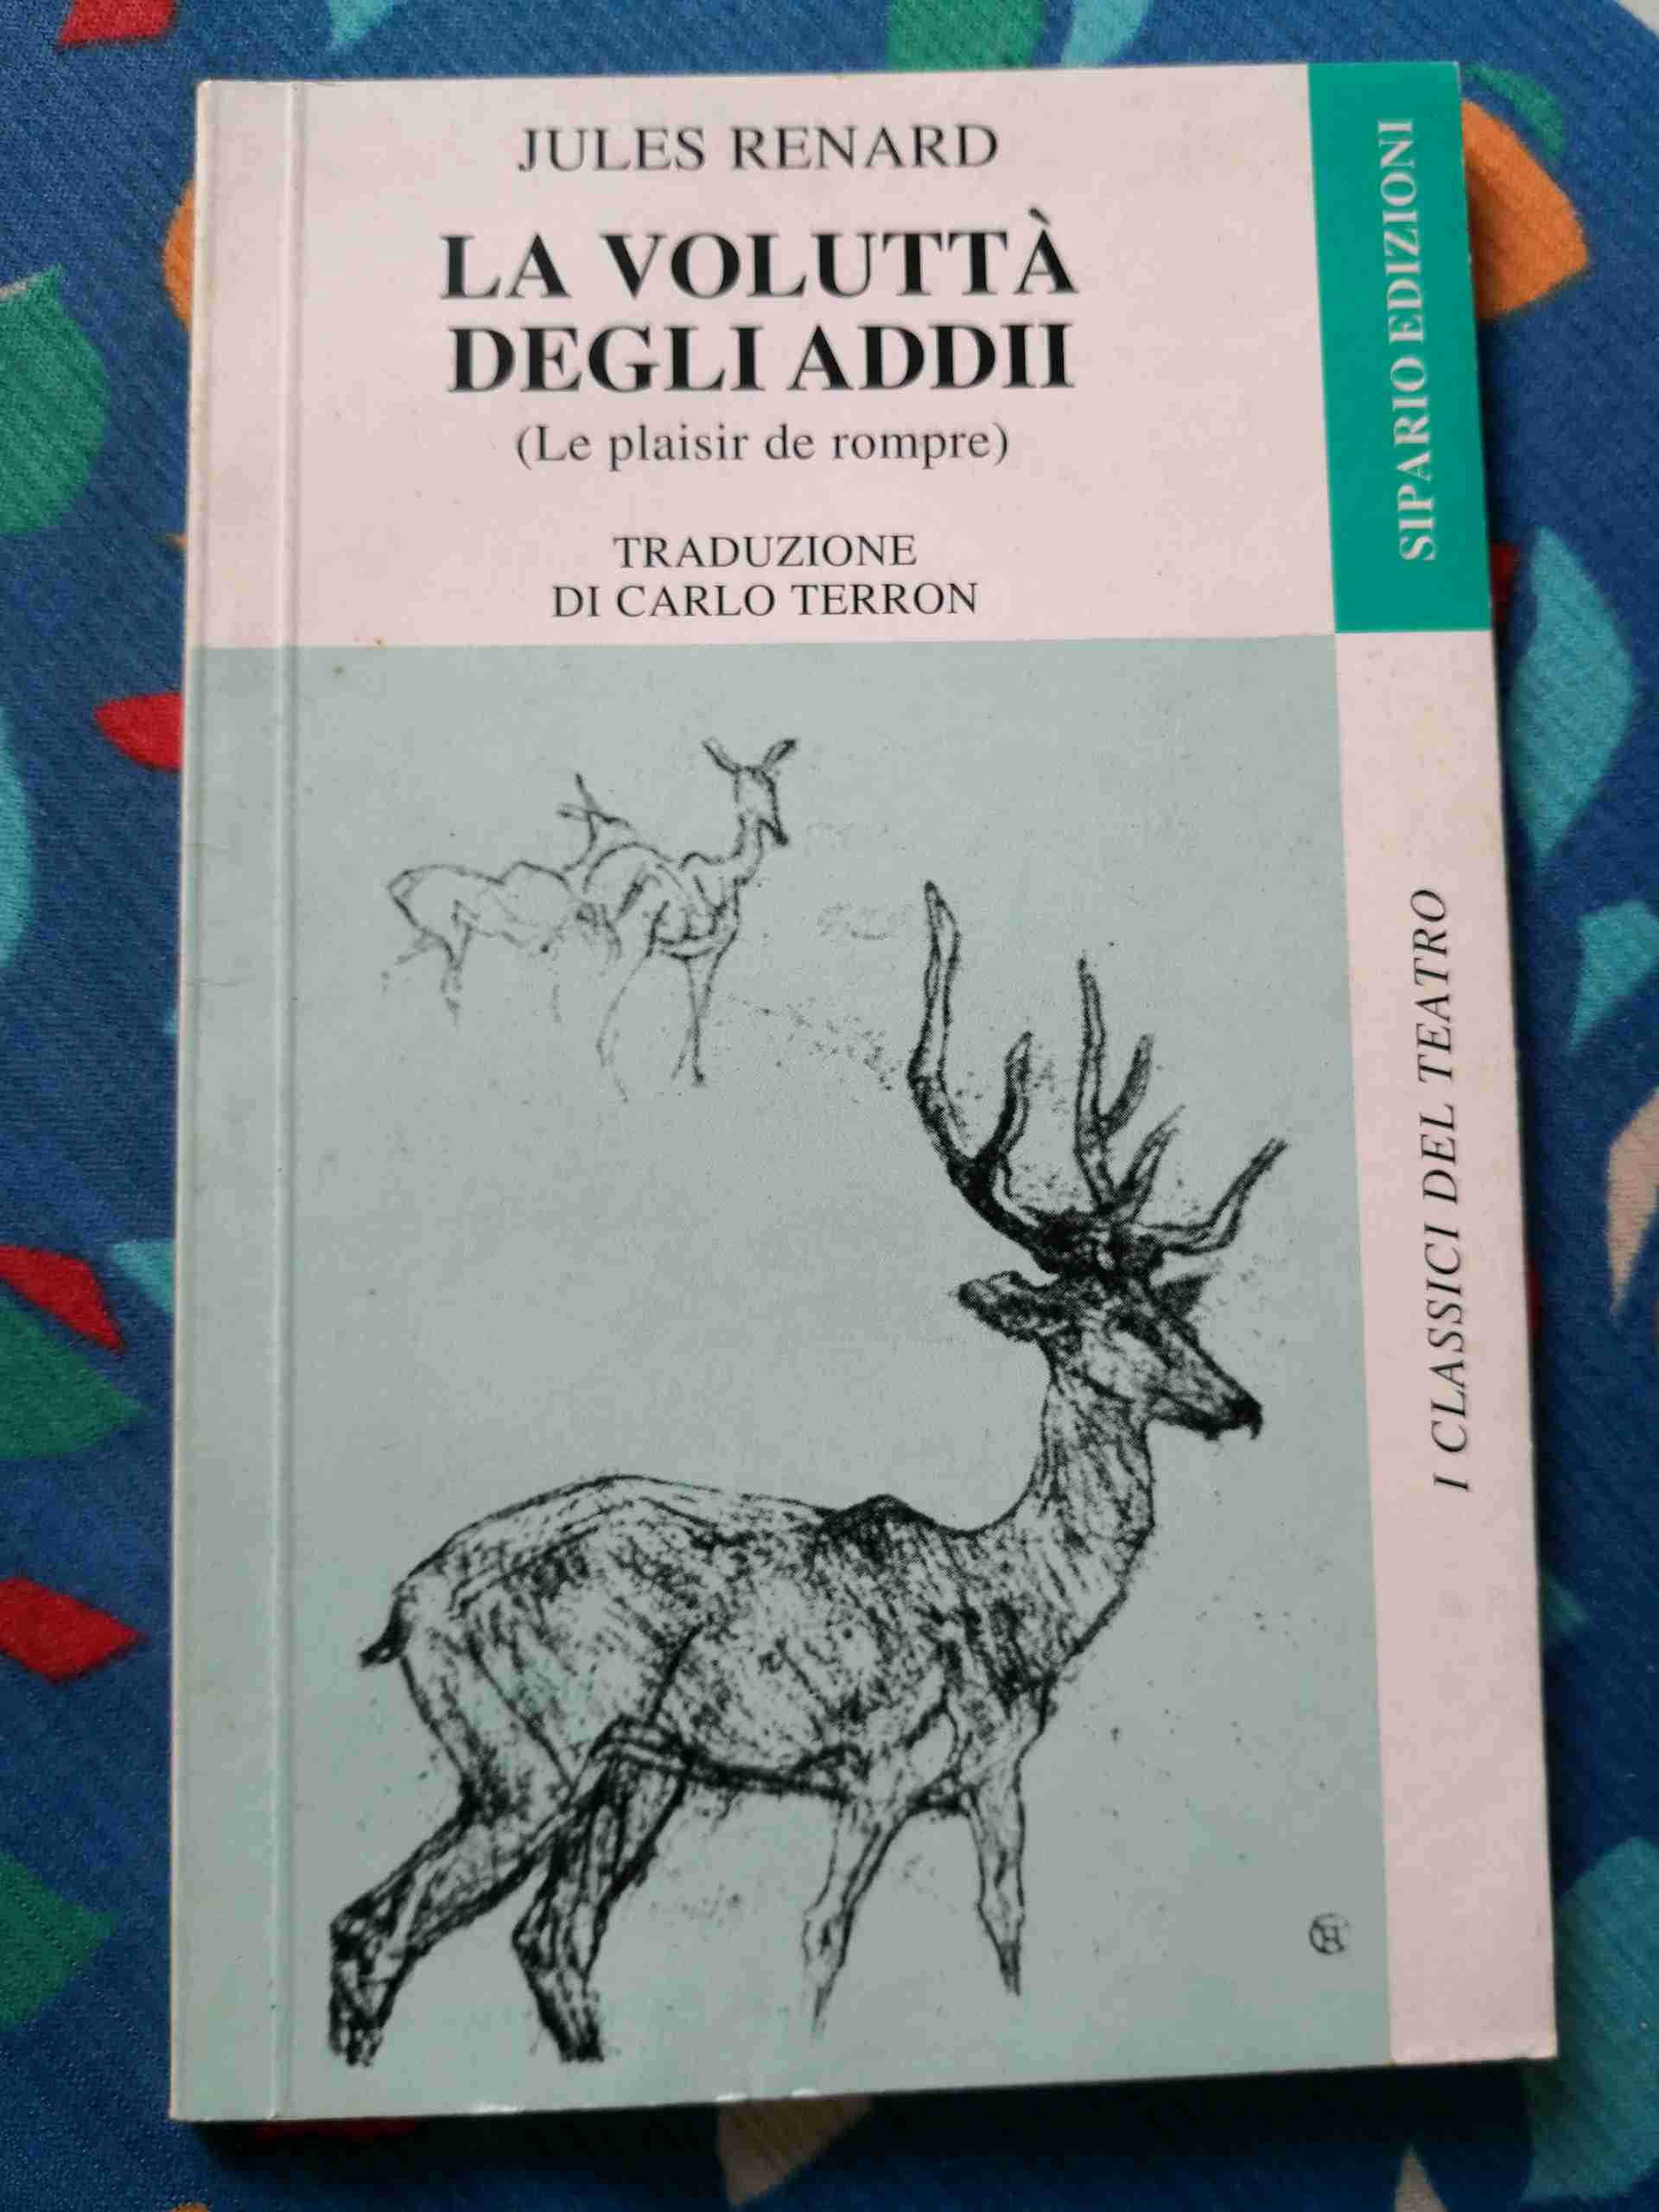 JULES RENARD
LA VOLUTTÀ
DEGLI ADDII
(Le plaisir de rompre)
TRADUZIONE
DI CARLO TERRON
SIPARIO EDIZIONI
I CLASSICI DEL TEATRO